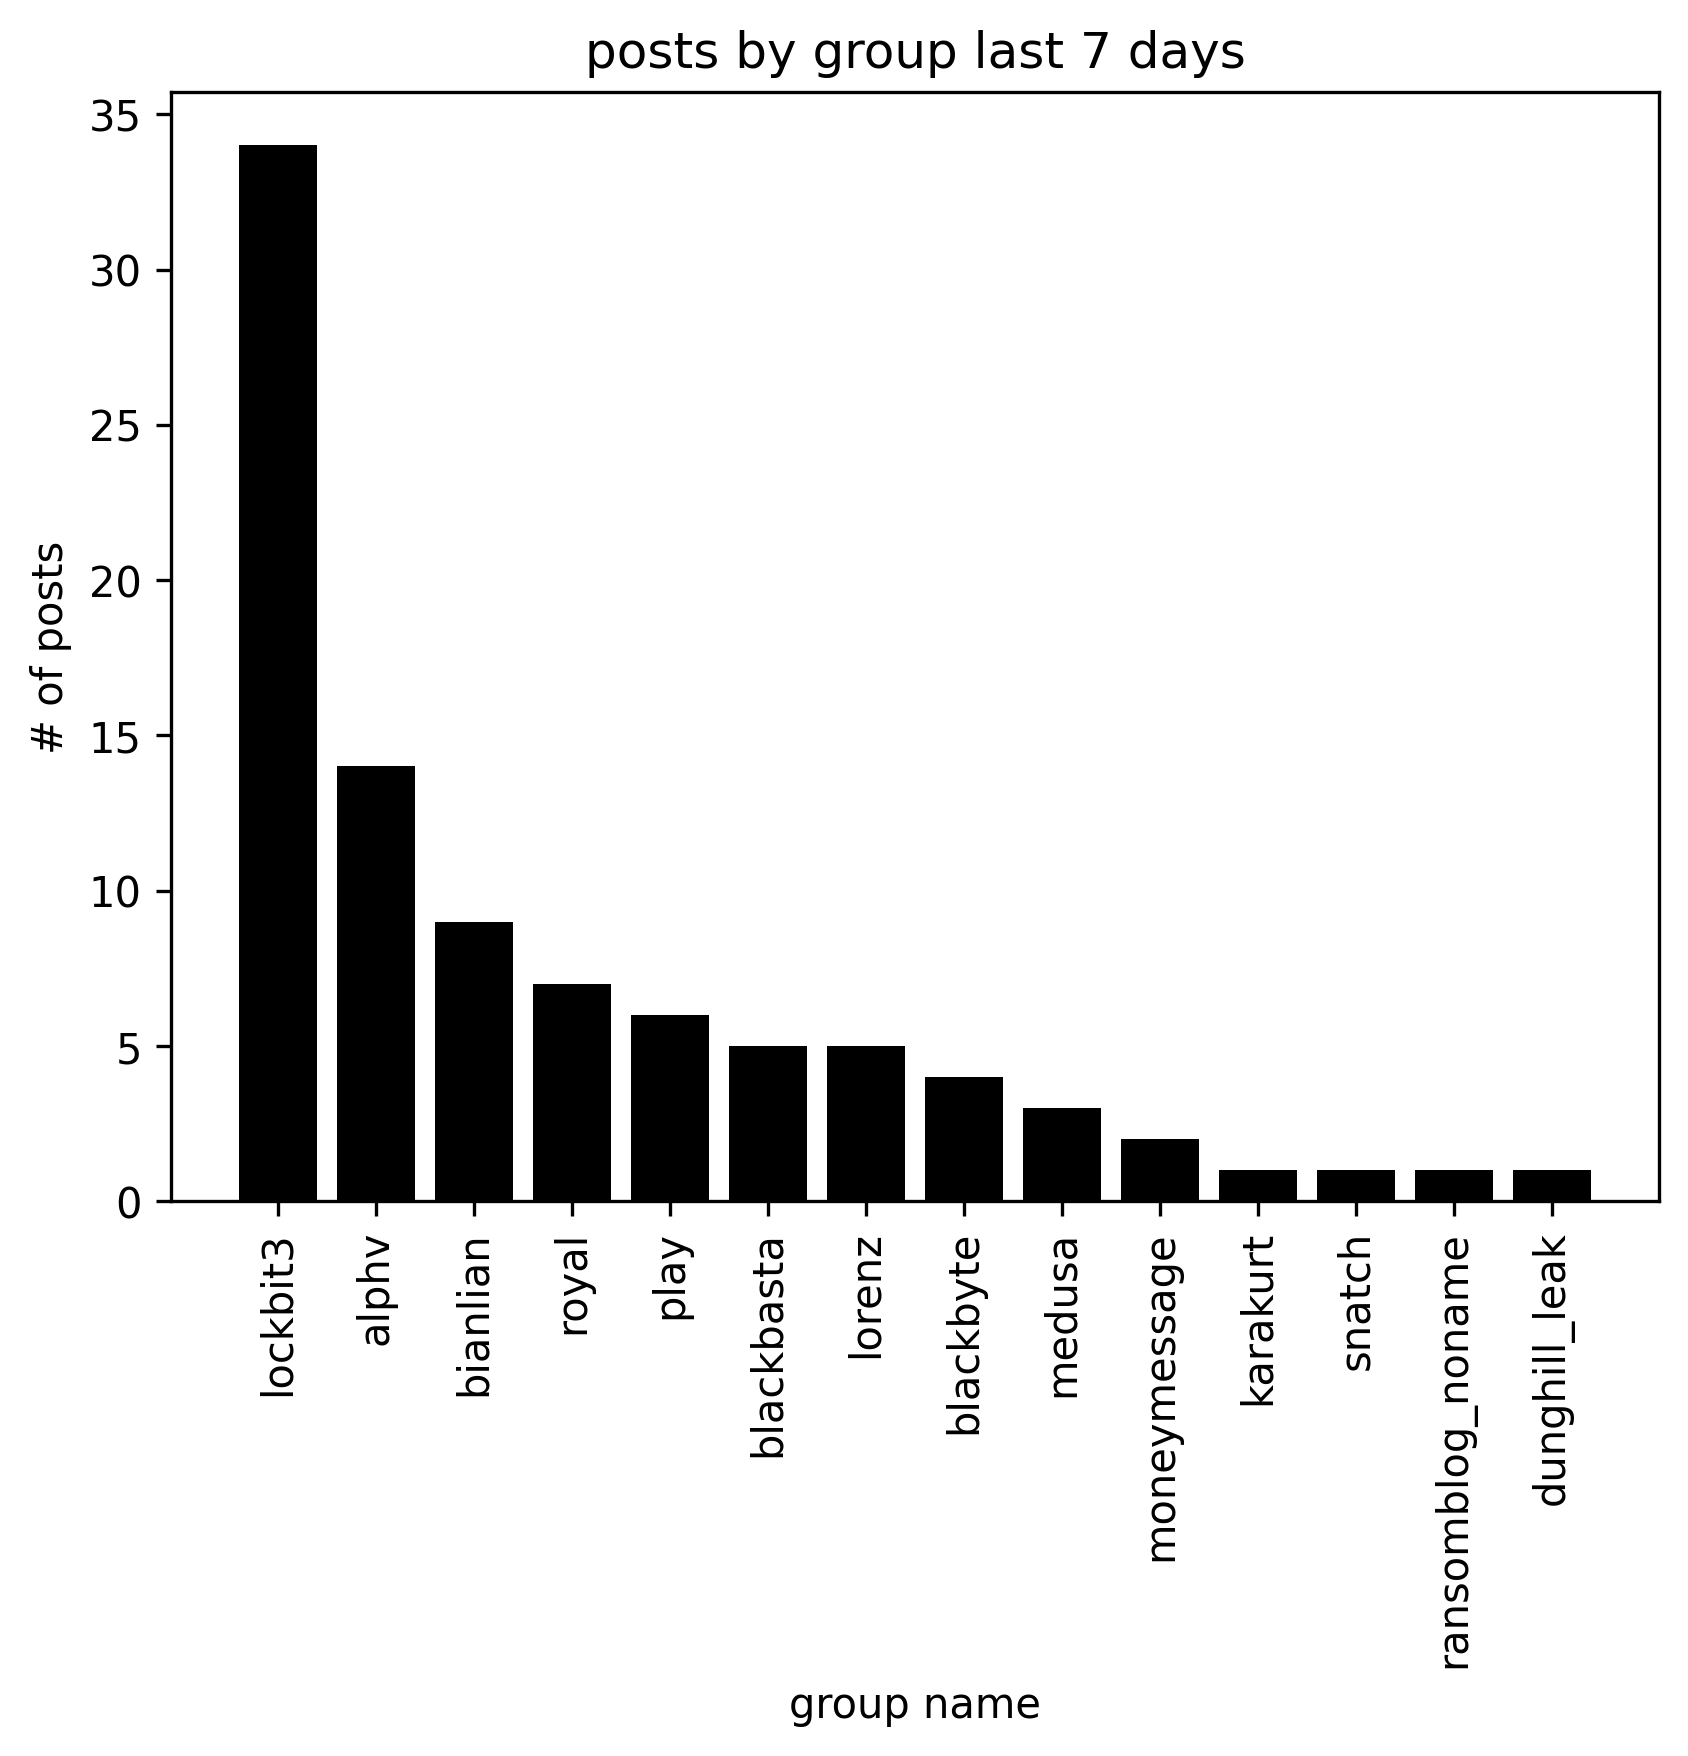 posts by group last 7 days
# of posts
35
30
25
20
15
10
5
0
lockbit3
alphv
bianlian
royal
play
blackbasta
lorenz
blackbyte
medusa
moneymessage
karakurt
snatch
ransomblog_noname
dunghill_leak
group name